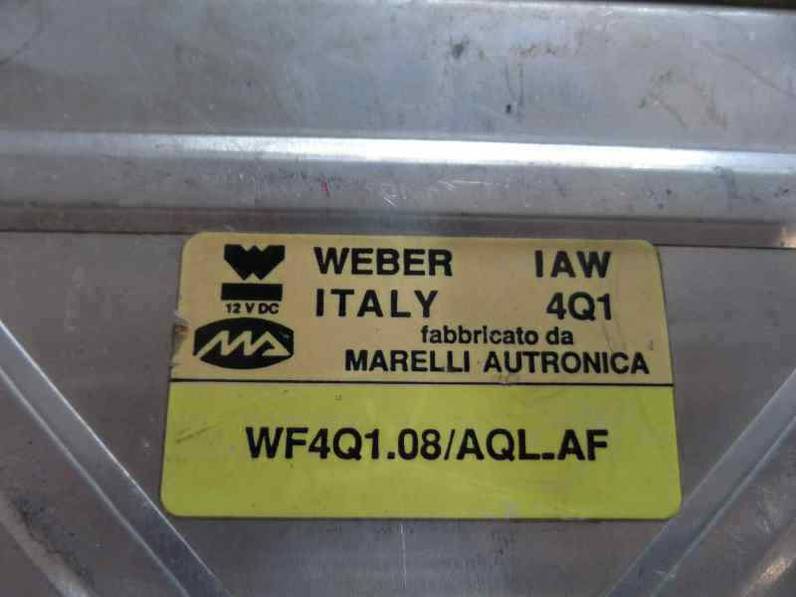 WEBER IAW
ITALY 4Q1
12 V DC
fabbricato da
MARELLI AUTRONICA
WF4Q1.08/AQL-AF